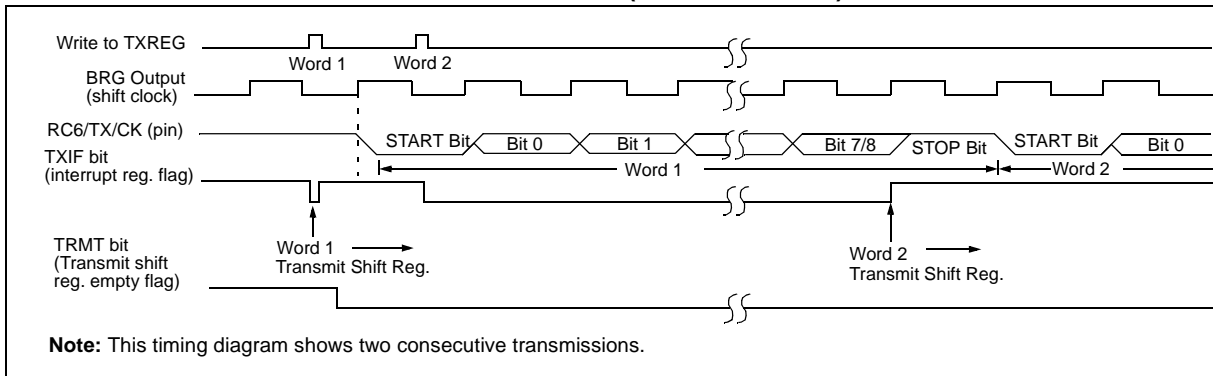 Write to TXREG
Word 1
Word 2
BRG Output
(shift clock)
RC6/TX/CK (pin)
START Bit
Bit 0
Bit 1
Bit 7/8
STOP Bit
START Bit
Bit 0
TXIF bit
(interrupt reg. flag)
Word 1
Word 2
Word 1
Transmit Shift Reg.
Word 2
Transmit Shift Reg.
TRMT bit
(Transmit shift
reg. empty flag)
Note: This timing diagram shows two consecutive transmissions.